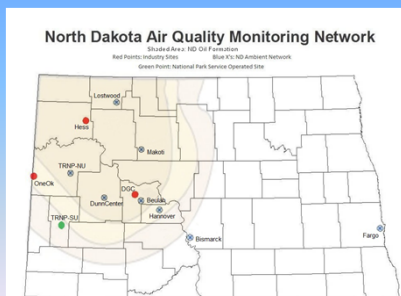 North Dakota Air Quality Monitoring Network
Shaded Area: ND Oil Formation
Red Points: Industry Sites Blue X's: ND Ambient Network
Green Point: National Park Service Operated Site
Lostwood
Hess
Makoti
TRNP-NU
OneOk
DGC
DunnCenter
Beulah
Hannover
TRNP-SU
Bismarck
Fargo